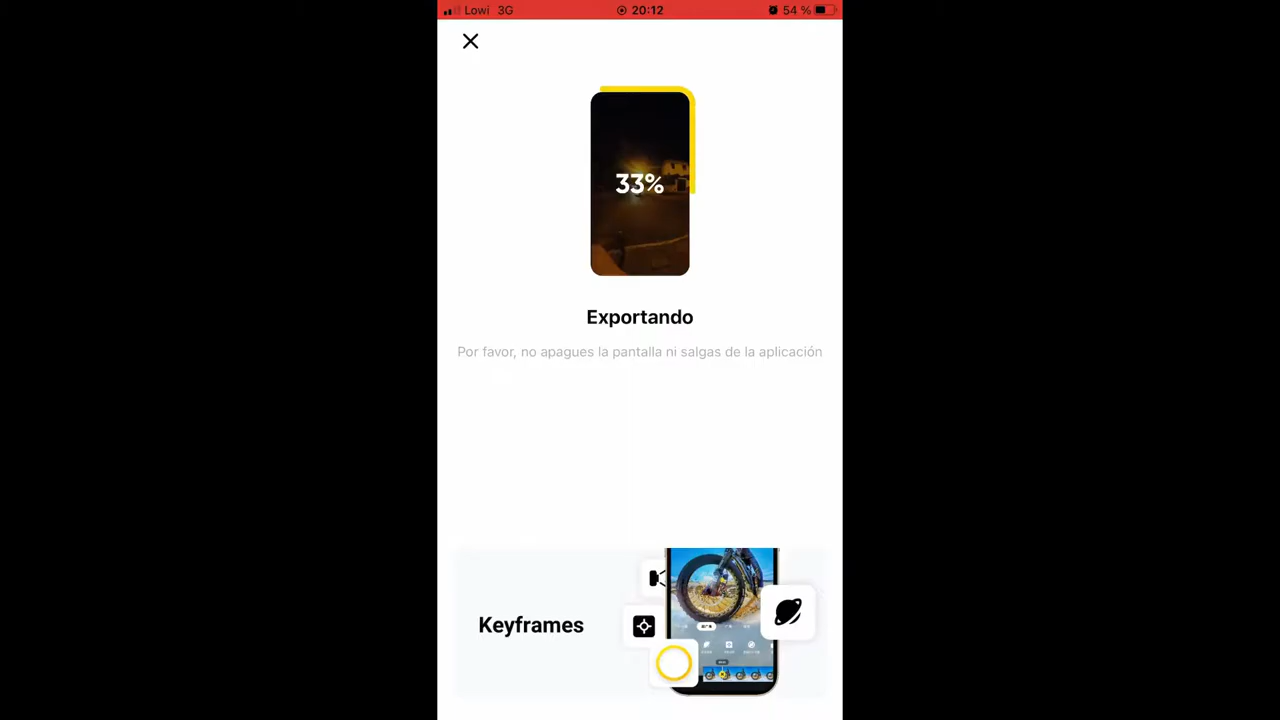 Lowi 3G 20:12 54 %
33%
Exportando
Por favor, no apagues la pantalla ni salgas de la aplicación
Keyframes